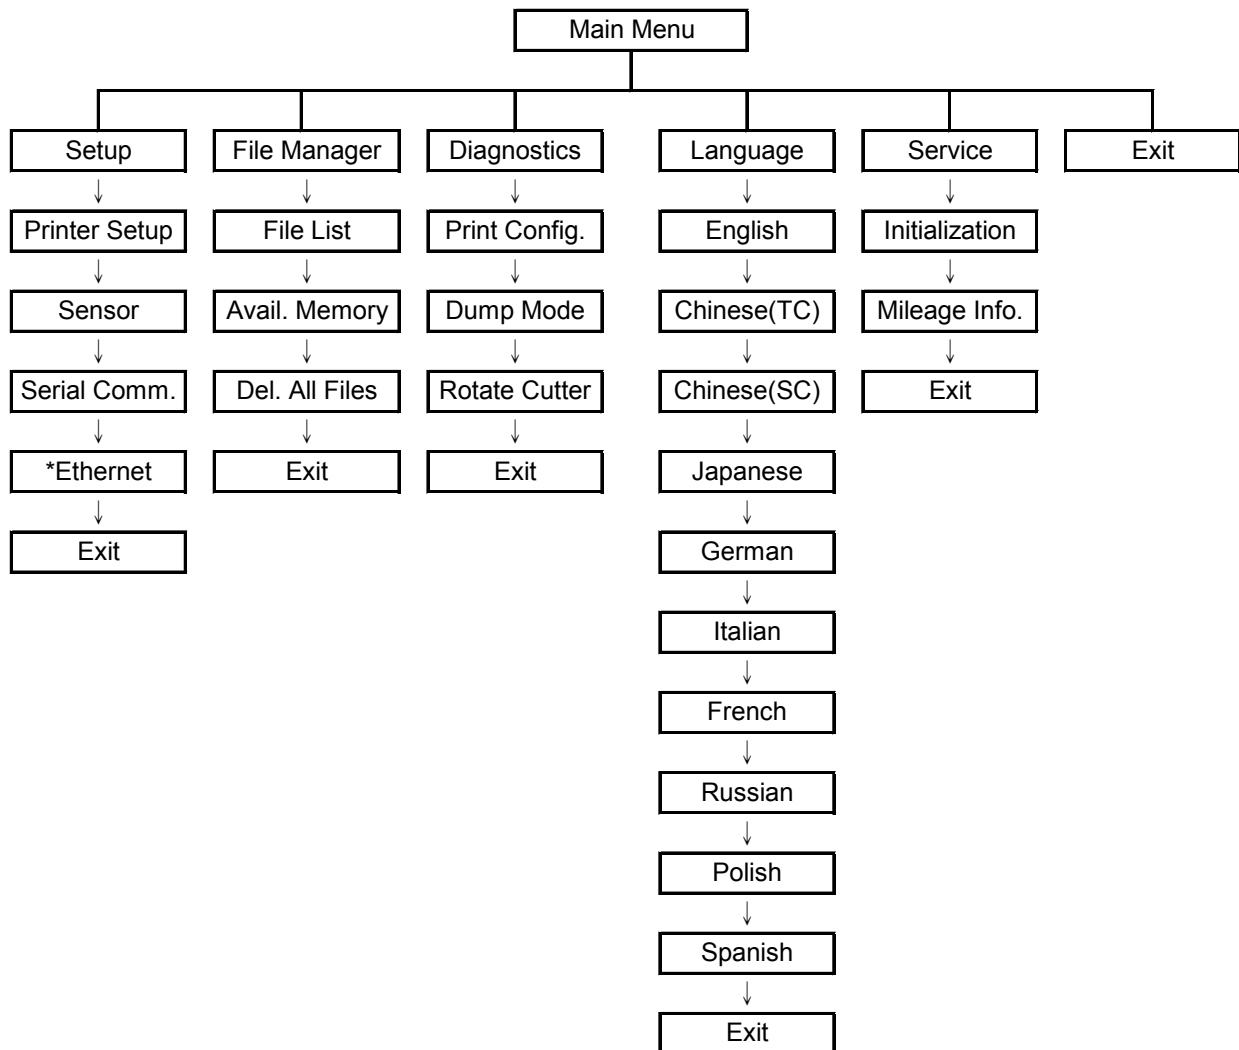 Main Menu
Setup
File Manager
Diagnostics
Language
Service
Exit
Printer Setup
File List
Print Config.
English
Initialization
Sensor
Avail. Memory
Dump Mode
Chinese(TC)
Mileage Info.
Serial Comm.
Del. All Files
Rotate Cutter
Chinese(SC)
Exit
*Ethernet
Exit
Exit
Japanese
Exit
German
Italian
French
Russian
Polish
Spanish
Exit